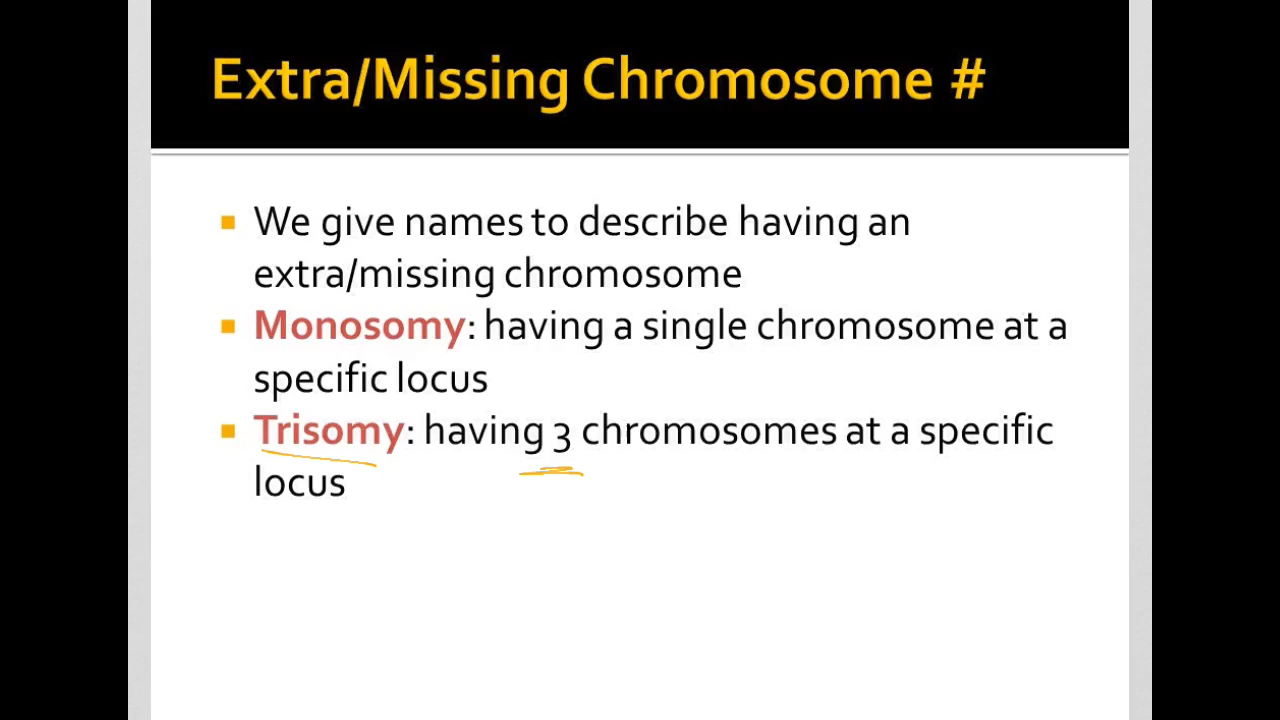 Extra/Missing Chromosome #
We give names to describe having an
extra/missing chromosome
Monosomy: having a single chromosome at a
specific locus
Trisomy: having 3 chromosomes at a specific
locus